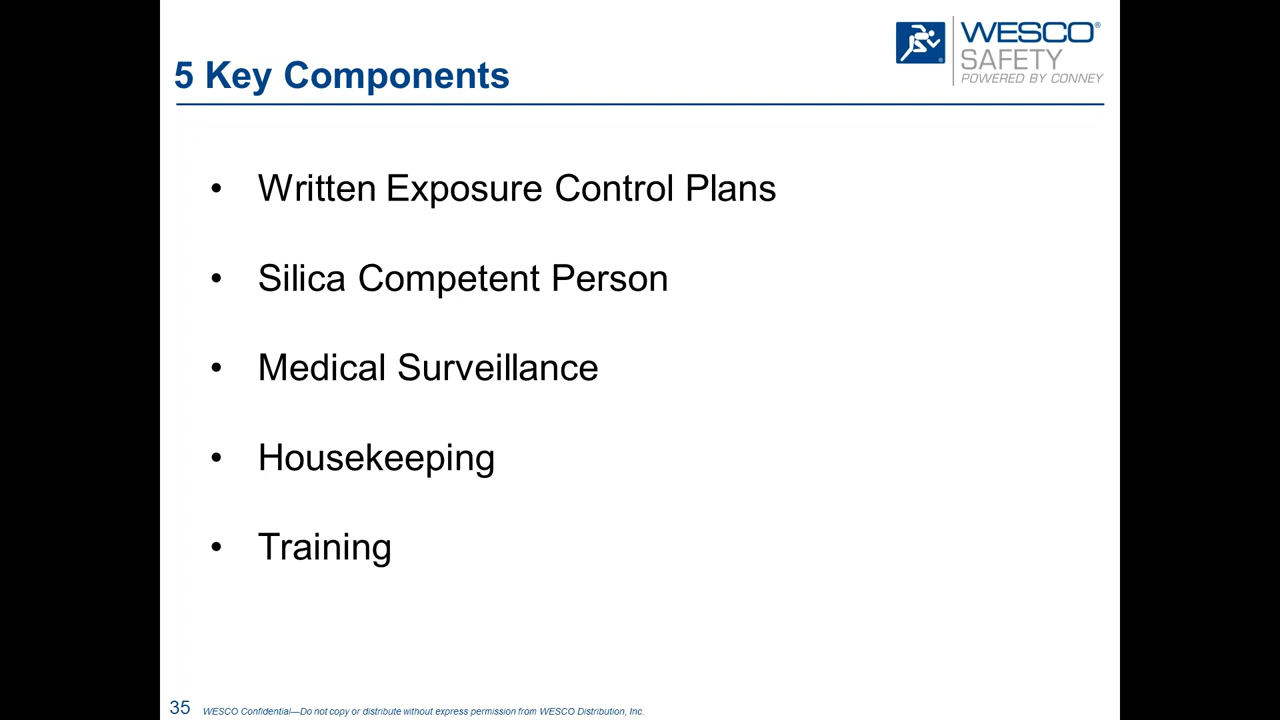 WESCO®
SAFETY
POWERED BY CONNEY
5 Key Components
• Written Exposure Control Plans
• Silica Competent Person
• Medical Surveillance
• Housekeeping
• Training
35 WESCO Confidential—Do not copy or distribute without express permission from WESCO Distribution, Inc.